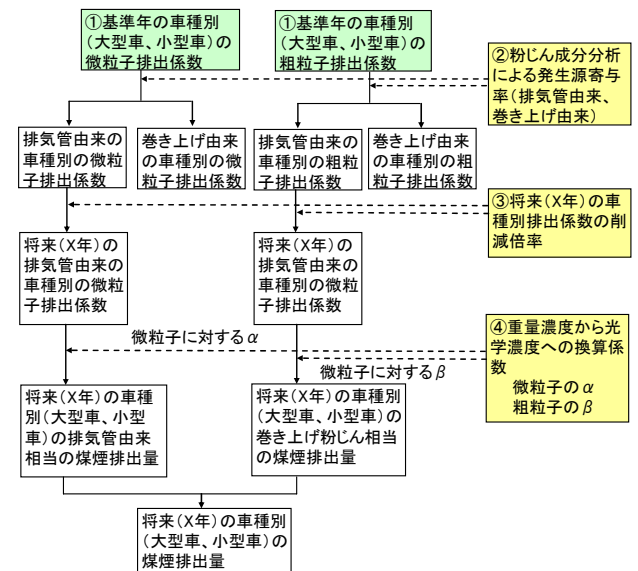 ①基準年の車種別
(大型車、小型車)の
微粒子排出係数
①基準年の車種別
(大型車、小型車)の
粗粒子排出係数
②粉じん成分分析
による発生源寄与
率(排気管由来、
巻き上げ由来)
排気管由来の
車種別の微粒
子排出係数
巻き上げ由来
の車種別の微
粒子排出係数
排気管由来の
車種別の粗粒
子排出係数
巻き上げ由来
の車種別の粗
粒子排出係数
③将来(X年)の車
種別排出係数の削
減倍率
将来(X年)の
排気管由来の
車種別の微粒
子排出係数
将来(X年)の
排気管由来の
車種別の微粒
子排出係数
④重量濃度から光
学濃度への換算係
数
微粒子のα
粗粒子のβ
微粒子に対するα
微粒子に対するβ
将来(X年)の車種
別(大型車、小型
車)の排気管由来
相当の煤煙排出量
将来(X年)の車種別
(大型車、小型車)の
巻き上げ粉じん相当
の煤煙排出量
将来(X年)の車種別
(大型車、小型車)の
煤煙排出量